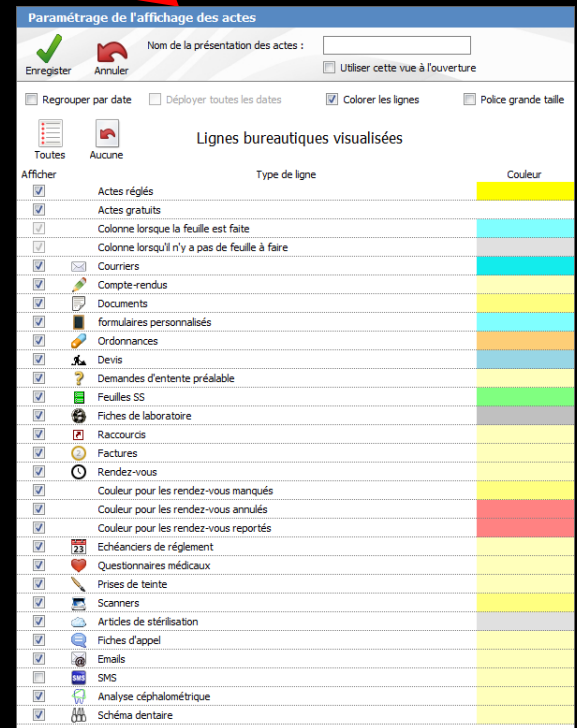 Paramétrage de l'affichage des actes
Nom de la présentation des actes :
Enregister Annuler
Utiliser cette vue à l'ouverture
Regrouper par date Déployer toutes les dates Colorer les lignes Police grande taille
Lignes bureautiques visualisées
Toutes Aucune
Afficher Type de ligne Couleur
Actes réglés
Actes gratuits
Colonne lorsque la feuille est faite
Colonne lorsqu'il n'y a pas de feuille à faire
Courriers
Compte-rendus
Documents
formulaires personnalisés
Ordonnances
Devis
Demandes d'entente préalable
Feuilles SS
Fiches de laboratoire
Raccourcis
Factures
Rendez-vous
Couleur pour les rendez-vous manqués
Couleur pour les rendez-vous annulés
Couleur pour les rendez-vous reportés
23 Echéanciers de réglement
Questionnaires médicaux
Prises de teinte
Scanners
Articles de stérilisation
Fiches d'appel
Emails
SMS SMS
Analyse céphalométrique
Schéma dentaire